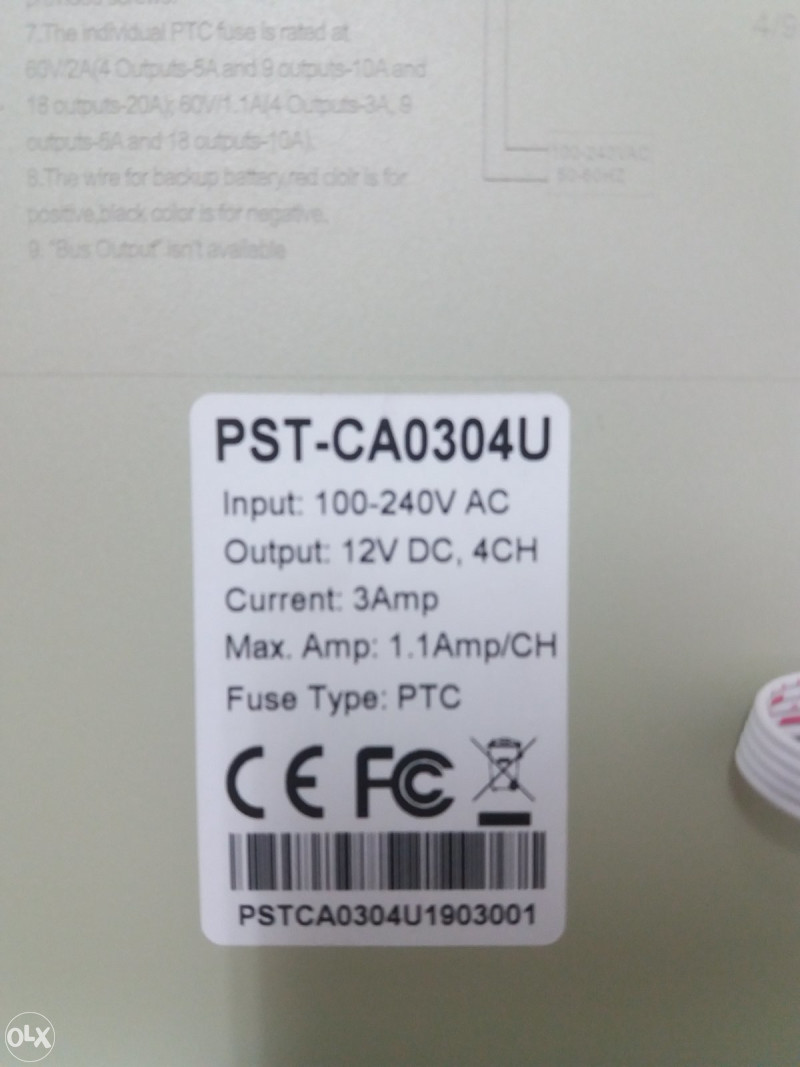 7.The individual PTC fuse is rated at
60V/2A(4 Outputs-5A and 9 outputs-10A and
18 outputs-20A); 60V/1.1A(4 Outputs-3A, 9
outputs-5A and 18 outputs-10A).
8.The wire for backup battery,red cloir is for
positive,black color is for negative.
9. "Bus Output" isn't available
4/9
100-240VAC
50-60HZ
PST-CA0304U
Input: 100-240V AC
Output: 12V DC, 4CH
Current: 3Amp
Max. Amp: 1.1Amp/CH
Fuse Type: PTC
CE FC
PSTCA0304U1903001
OLX